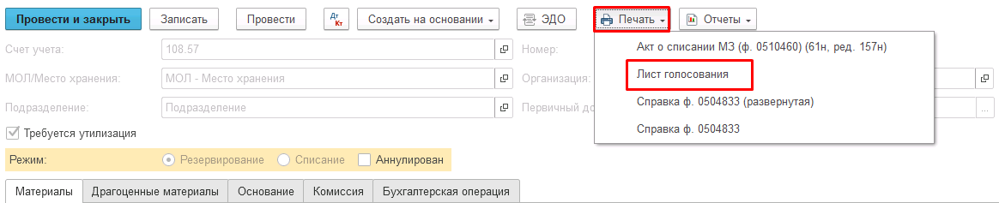 Провести и закрыть Записать Провести Дт Кт Создать на основании ЭДО Печать Отчеты
Акт о списании МЗ (ф. 0510460) (61н, ред. 157н)
Счет учета: 108.57 Номер:
Лист голосования
МОЛ/Место хранения: МОЛ - Место хранения Организация:
Справка ф. 0504833 (развернутая)
Подразделение: Подразделение Первичный до ...
Справка ф. 0504833
Требуется утилизация
Режим: Резервирование Списание Аннулирован
Материалы Драгоценные материалы Основание Комиссия Бухгалтерская операция